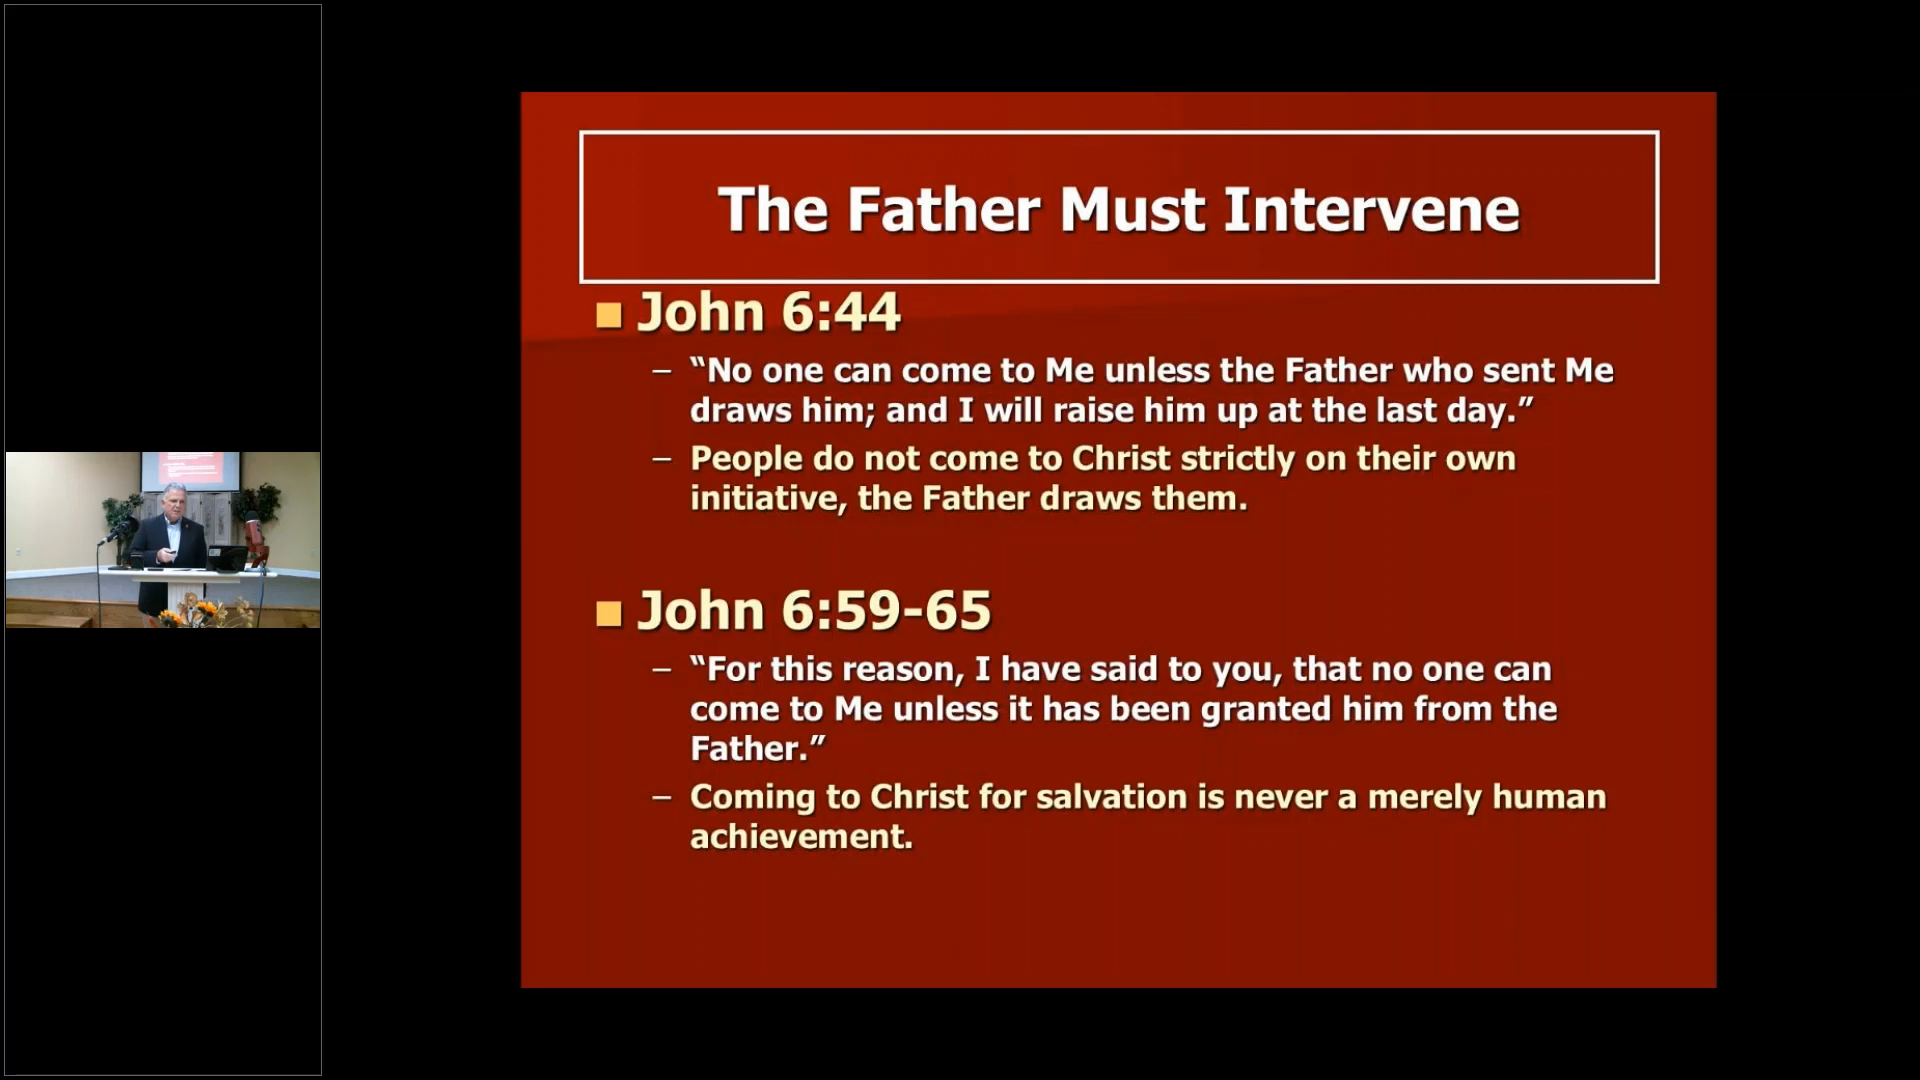 The Father Must Intervene
John 6:44
– “No one can come to Me unless the Father who sent Me
draws him; and I will raise him up at the last day.”
– People do not come to Christ strictly on their own
initiative, the Father draws them.
John 6:59-65
– “For this reason, I have said to you, that no one can
come to Me unless it has been granted him from the
Father.”
– Coming to Christ for salvation is never a merely human
achievement.